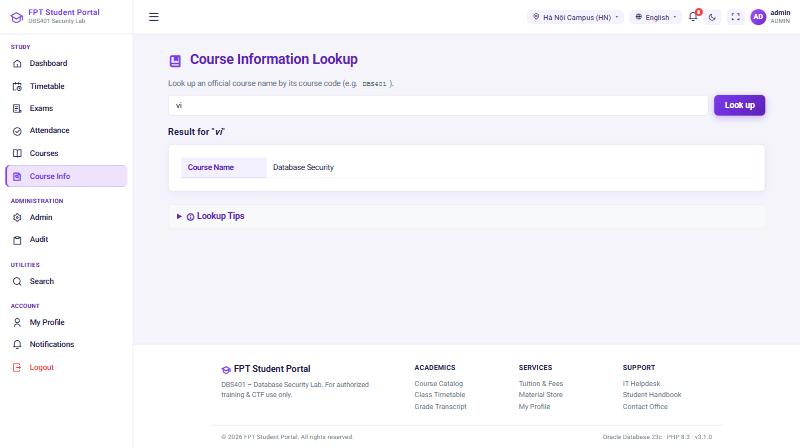 FPT Student Portal
DBS401 Security Lab
Hà Nội Campus (HN)
English
8
AD
admin
ADMIN
STUDY
Dashboard
Timetable
Exams
Attendance
Courses
Course Info
ADMINISTRATION
Admin
Audit
UTILITIES
Search
ACCOUNT
My Profile
Notifications
Logout
Course Information Lookup
Look up an official course name by its course code (e.g. DBS401 ).
vi
Look up
Result for "vi"
Course Name Database Security
Lookup Tips
FPT Student Portal
DBS401 – Database Security Lab. For authorized
training & CTF use only.
ACADEMICS
Course Catalog
Class Timetable
Grade Transcript
SERVICES
Tuition & Fees
Material Store
My Profile
SUPPORT
IT Helpdesk
Student Handbook
Contact Office
© 2026 FPT Student Portal. All rights reserved.
Oracle Database 23c · PHP 8.3 · v3.1.0